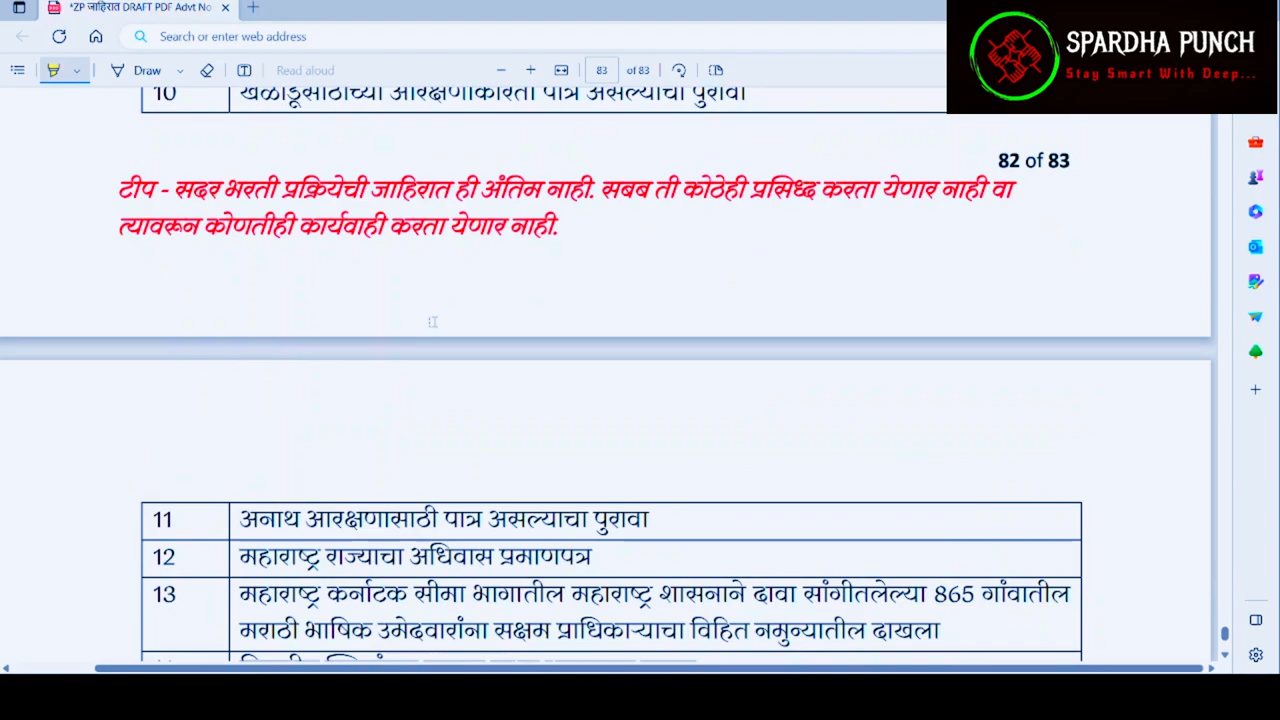 *ZP जाहिरात DRAFT PDF Advt No
Search or enter web address
Draw
Read aloud
83 of 83
SPARDHA PUNCH
Stay Smart With Deep...
10 खेळाडूसाठीच्या आरक्षणाकरिता पात्र असल्याचा पुरावा
82 of 83
टीप - सदर भरती प्रक्रियेची जाहिरात ही अंतिम नाही. सबब ती कोठेही प्रसिध्द करता येणार नाही वा
त्यावरून कोणतीही कार्यवाही करता येणार नाही.
11 अनाथ आरक्षणासाठी पात्र असल्याचा पुरावा
12 महाराष्ट्र राज्याचा अधिवास प्रमाणपत्र
13 महाराष्ट्र कर्नाटक सीमा भागातील महाराष्ट्र शासनाने दावा सांगीतलेल्या 865 गांवातील
मराठी भाषिक उमेदवारांना सक्षम प्राधिकाऱ्याचा विहित नमुन्यातील दाखला